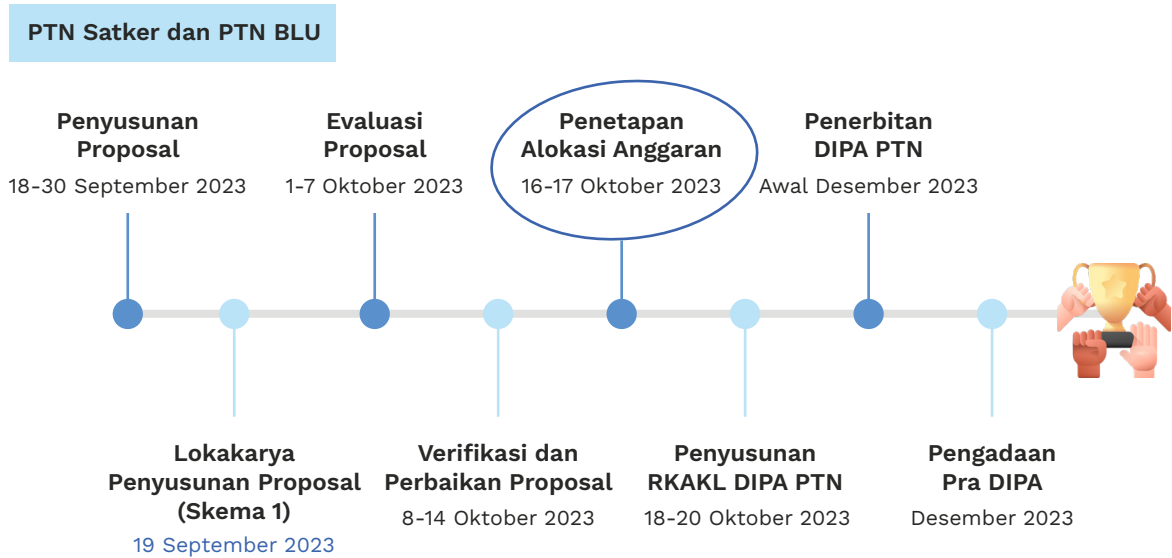 PTN Satker dan PTN BLU
Penyusunan
Proposal
18-30 September 2023
Evaluasi
Proposal
1-7 Oktober 2023
Penetapan
Alokasi Anggaran
16-17 Oktober 2023
Penerbitan
DIPA PTN
Awal Desember 2023
Lokakarya
Penyusunan Proposal
(Skema 1)
19 September 2023
Verifikasi dan
Perbaikan Proposal
8-14 Oktober 2023
Penyusunan
RKAKL DIPA PTN
18-20 Oktober 2023
Pengadaan
Pra DIPA
Desember 2023